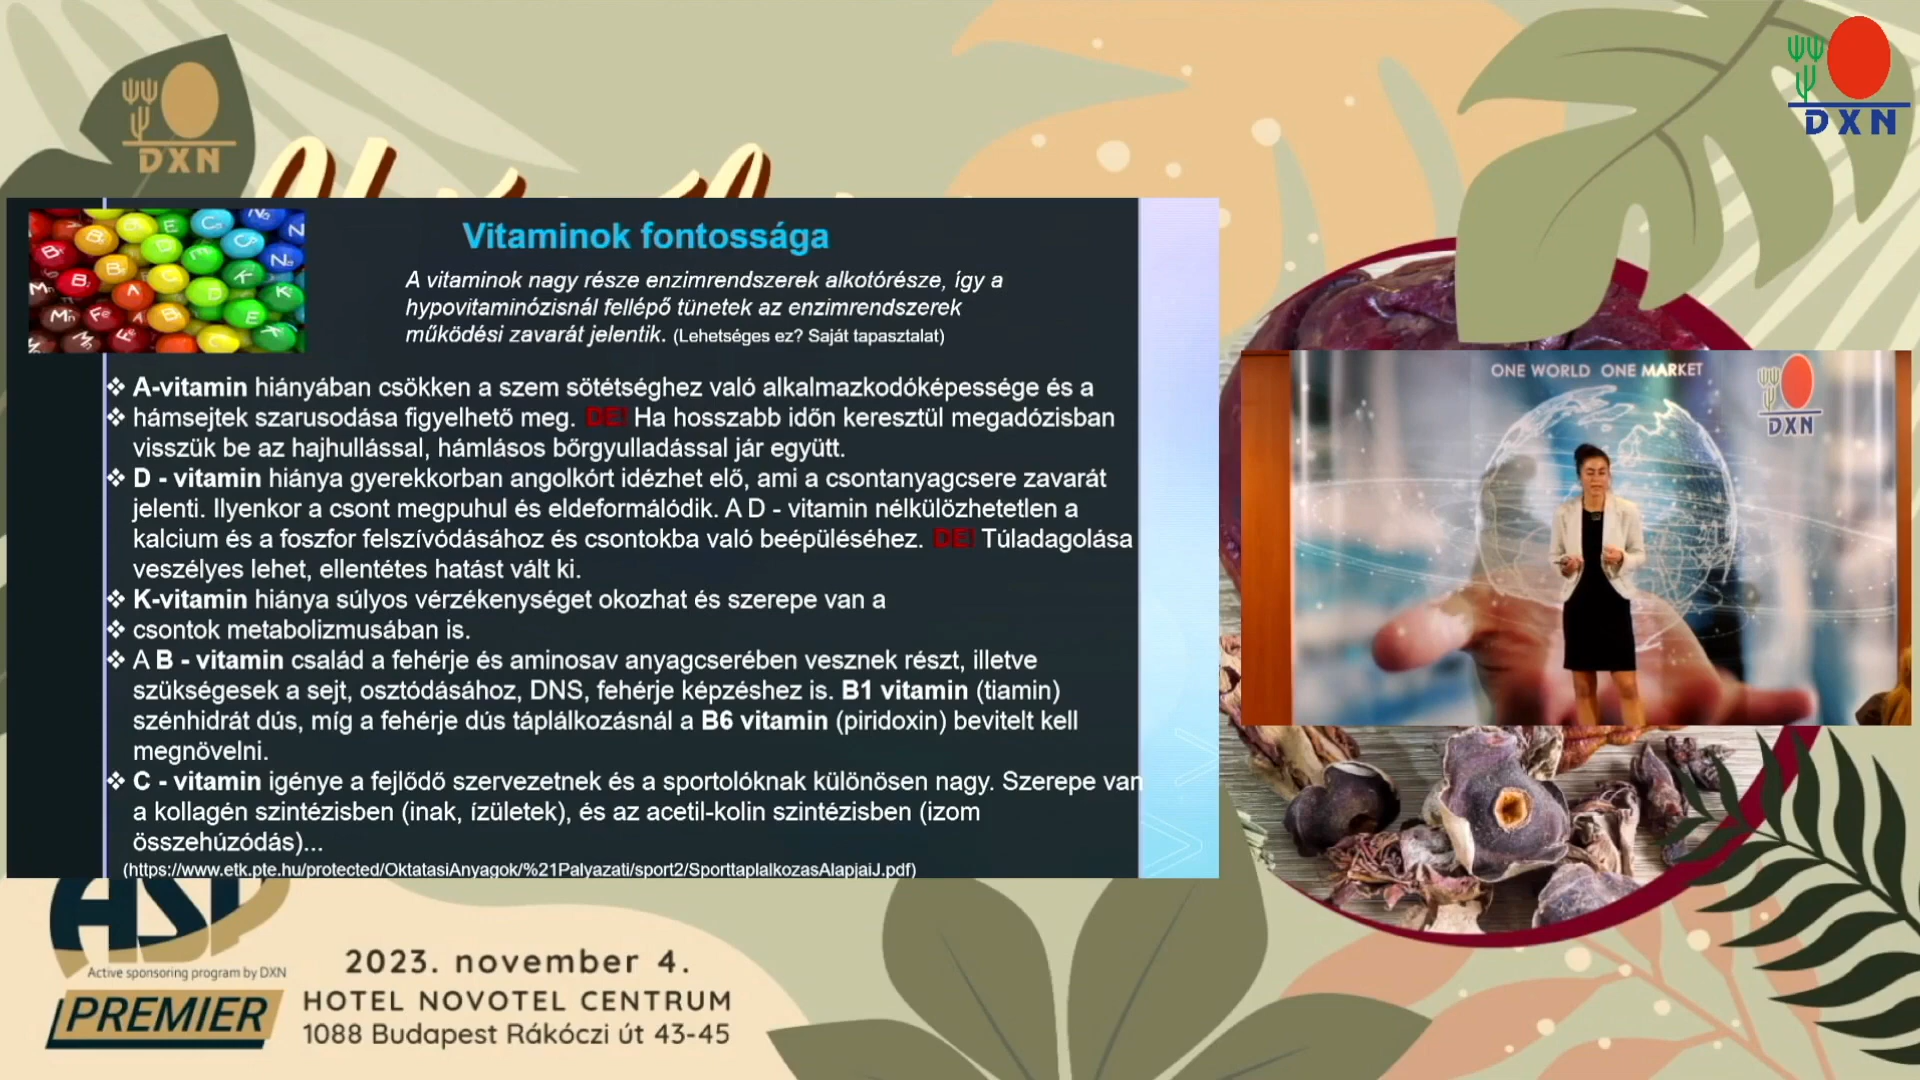 DXN
DXN
Vitaminok fontossága
A vitaminok nagy része enzimrendszerek alkotórésze, így a
hypovitaminózisnál fellépő tünetek az enzimrendszerek
működési zavarát jelentik. (Lehetséges ez? Saját tapasztalat)
❖ A-vitamin hiányában csökken a szem sötétséghez való alkalmazkodóképessége és a
❖ hámsejtek szarusodása figyelhető meg. DE! Ha hosszabb időn keresztül megadózisban
visszük be az hajhullással, hámlásos bőrgyulladással jár együtt.
❖ D - vitamin hiánya gyerekkorban angolkórt idézhet elő, ami a csontanyagcsere zavarát
jelenti. Ilyenkor a csont megpuhul és eldeformálódik. A D - vitamin nélkülözhetetlen a
kalcium és a foszfor felszívódásához és csontokba való beépüléséhez. DE! Túladagolása
veszélyes lehet, ellentétes hatást vált ki.
❖ K-vitamin hiánya súlyos vérzékenységet okozhat és szerepe van a
❖ csontok metabolizmusában is.
❖ A B - vitamin család a fehérje és aminosav anyagcserében vesznek részt, illetve
szükségesek a sejt, osztódásához, DNS, fehérje képzéshez is. B1 vitamin (tiamin)
szénhidrát dús, míg a fehérje dús táplálkozásnál a B6 vitamin (piridoxin) bevitelt kell
megnövelni.
❖ C - vitamin igénye a fejlődő szervezetnek és a sportolóknak különösen nagy. Szerepe van
a kollagén szintézisben (inak, ízületek), és az acetil-kolin szintézisben (izom
összehúzódás)...
(https://www.etk.pte.hu/protected/OktatasiAnyagok/%21Palyazati/sport2/SporttaplalkozasAlapjaiJ.pdf)
ONE WORLD ONE MARKET
DXN
ASP
Active sponsoring program by DXN
PREMIER
2023. november 4.
HOTEL NOVOTEL CENTRUM
1088 Budapest Rákóczi út 43-45